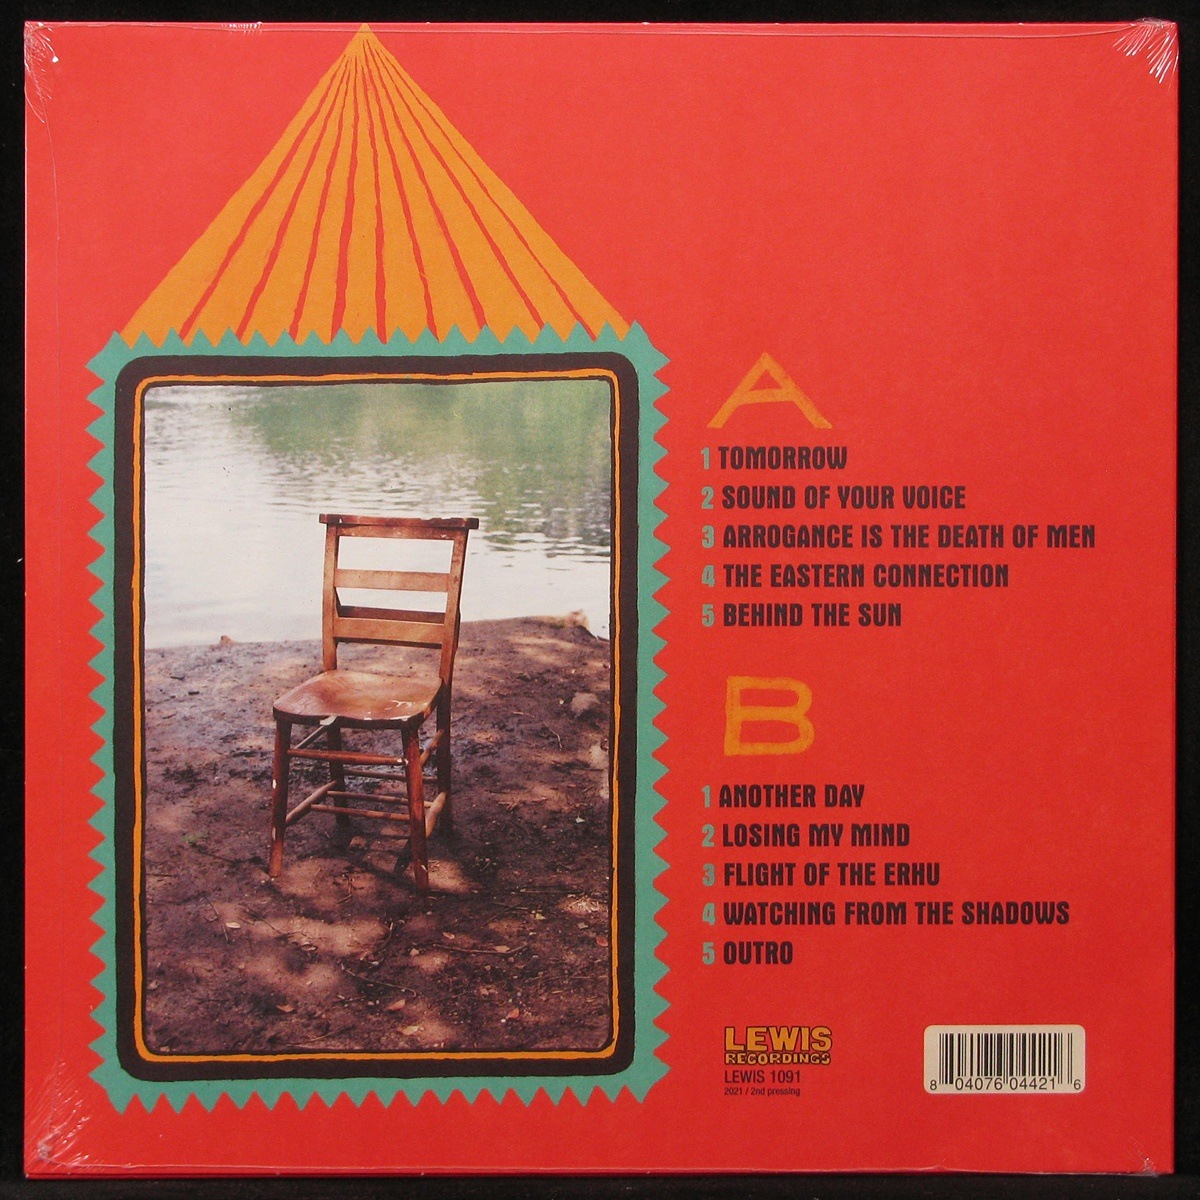 A
1 TOMORROW
2 SOUND OF YOUR VOICE
3 ARROGANCE IS THE DEATH OF MEN
4 THE EASTERN CONNECTION
5 BEHIND THE SUN
B
1 ANOTHER DAY
2 LOSING MY MIND
3 FLIGHT OF THE ERHU
4 WATCHING FROM THE SHADOWS
5 OUTRO
LEWIS
RECORDINGS
LEWIS 1091
2021 / 2nd pressing
8 04076 04421 6